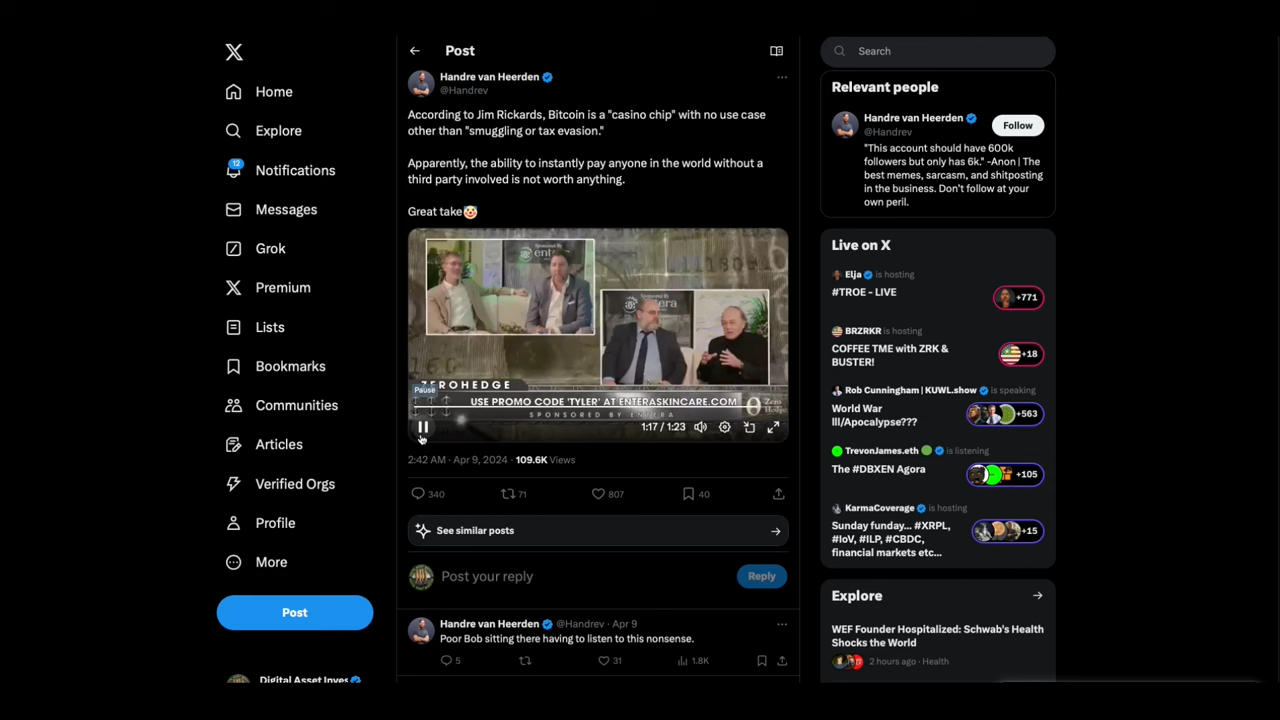 Home
Explore
12
Notifications
Messages
Grok
Premium
Lists
Bookmarks
Communities
Articles
Verified Orgs
Profile
More
Post
Digital Asset Inves
Post
Handre van Heerden
@Handrev
According to Jim Rickards, Bitcoin is a "casino chip" with no use case
other than "smuggling or tax evasion."
Apparently, the ability to instantly pay anyone in the world without a
third party involved is not worth anything.
Great take🤡
ZEROHEDGE
Pause
USE PROMO CODE 'TYLER' AT ENTERASKINCARE.COM
SPONSORED BY ENTERA
Zero
Hedge
1:17 / 1:23
2:42 AM · Apr 9, 2024 · 109.6K Views
340 71 807 40
See similar posts
Post your reply
Reply
Handre van Heerden @Handrev · Apr 9
Poor Bob sitting there having to listen to this nonsense.
5 31 1.8K
Search
Relevant people
Handre van Heerden
@Handrev
Follow
"This account should have 600k
followers but only has 6k." -Anon | The
best memes, sarcasm, and shitposting
in the business. Don't follow at your
own peril.
Live on X
Elja is hosting
#TROE - LIVE
+771
BRZRKR is hosting
COFFEE TME with ZRK &
BUSTER!
+18
Rob Cunningham | KUWL.show is speaking
World War
lll/Apocalypse???
+563
TrevonJames.eth is listening
The #DBXEN Agora
+105
KarmaCoverage is hosting
Sunday funday... #XRPL,
#IoV, #ILP, #CBDC,
financial markets etc...
+15
Explore
WEF Founder Hospitalized: Schwab's Health
Shocks the World
2 hours ago · Health